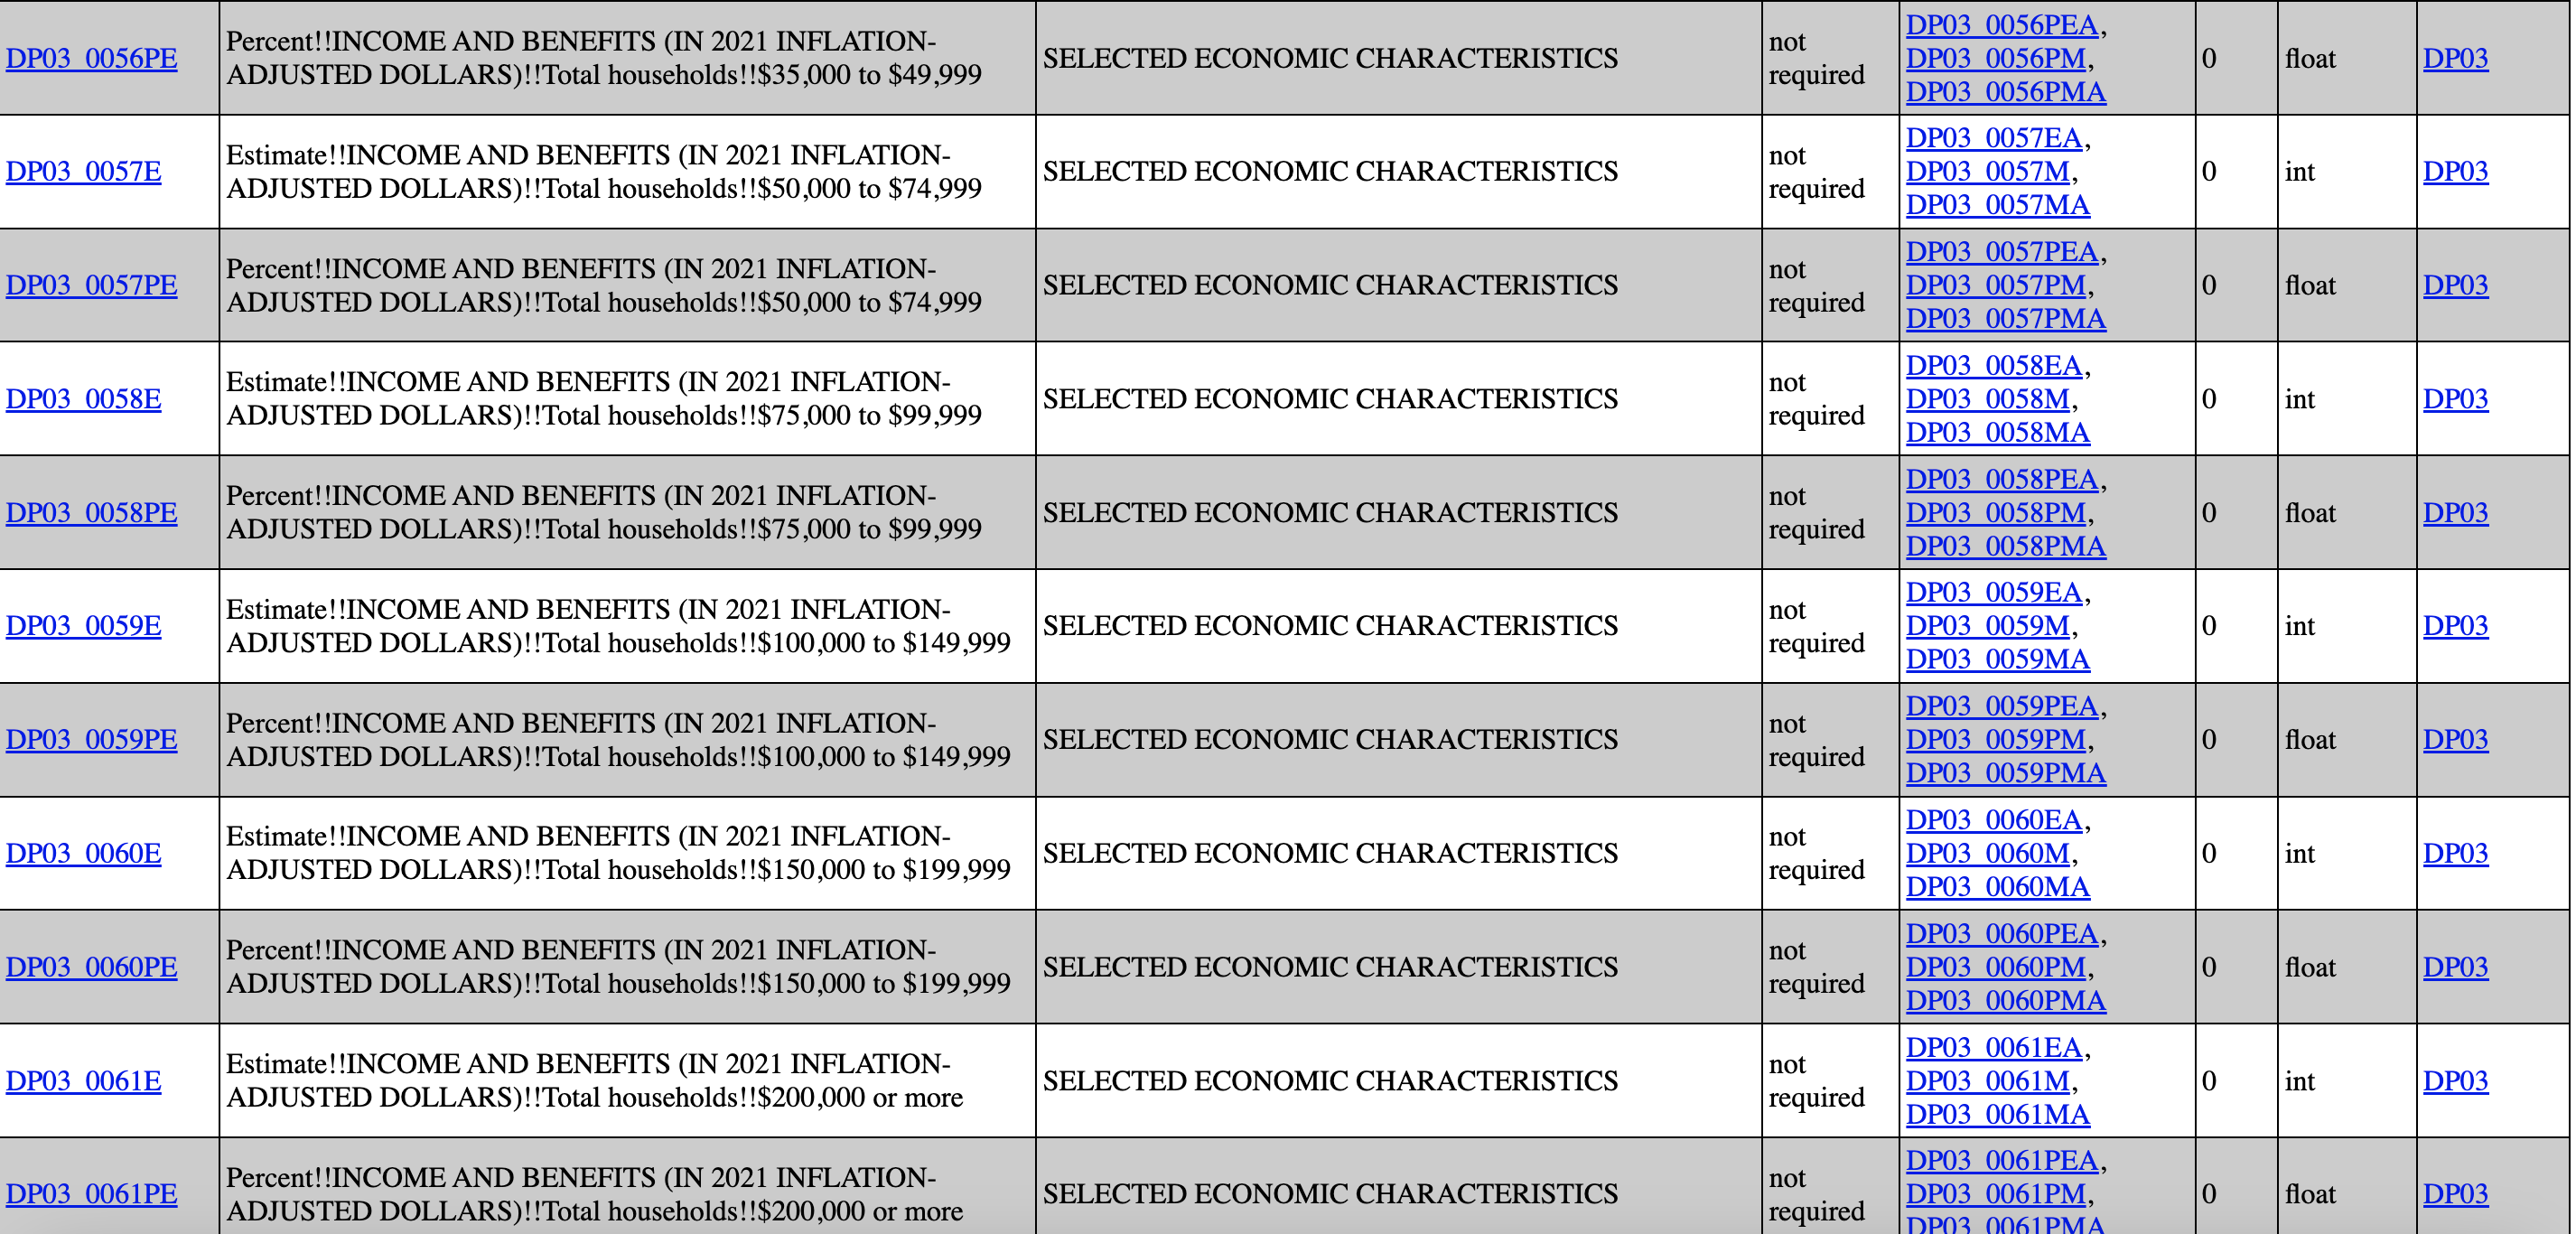 DP03_0056PE
Percent!!INCOME AND BENEFITS (IN 2021 INFLATION-
ADJUSTED DOLLARS)!!Total households!!$35,000 to $49,999
SELECTED ECONOMIC CHARACTERISTICS
not
required
DP03_0056PEA,
DP03_0056PM,
DP03_0056PMA
0
float
DP03
DP03_0057E
Estimate!!INCOME AND BENEFITS (IN 2021 INFLATION-
ADJUSTED DOLLARS)!!Total households!!$50,000 to $74,999
SELECTED ECONOMIC CHARACTERISTICS
not
required
DP03_0057EA,
DP03_0057M,
DP03_0057MA
0
int
DP03
DP03_0057PE
Percent!!INCOME AND BENEFITS (IN 2021 INFLATION-
ADJUSTED DOLLARS)!!Total households!!$50,000 to $74,999
SELECTED ECONOMIC CHARACTERISTICS
not
required
DP03_0057PEA,
DP03_0057PM,
DP03_0057PMA
0
float
DP03
DP03_0058E
Estimate!!INCOME AND BENEFITS (IN 2021 INFLATION-
ADJUSTED DOLLARS)!!Total households!!$75,000 to $99,999
SELECTED ECONOMIC CHARACTERISTICS
not
required
DP03_0058EA,
DP03_0058M,
DP03_0058MA
0
int
DP03
DP03_0058PE
Percent!!INCOME AND BENEFITS (IN 2021 INFLATION-
ADJUSTED DOLLARS)!!Total households!!$75,000 to $99,999
SELECTED ECONOMIC CHARACTERISTICS
not
required
DP03_0058PEA,
DP03_0058PM,
DP03_0058PMA
0
float
DP03
DP03_0059E
Estimate!!INCOME AND BENEFITS (IN 2021 INFLATION-
ADJUSTED DOLLARS)!!Total households!!$100,000 to $149,999
SELECTED ECONOMIC CHARACTERISTICS
not
required
DP03_0059EA,
DP03_0059M,
DP03_0059MA
0
int
DP03
DP03_0059PE
Percent!!INCOME AND BENEFITS (IN 2021 INFLATION-
ADJUSTED DOLLARS)!!Total households!!$100,000 to $149,999
SELECTED ECONOMIC CHARACTERISTICS
not
required
DP03_0059PEA,
DP03_0059PM,
DP03_0059PMA
0
float
DP03
DP03_0060E
Estimate!!INCOME AND BENEFITS (IN 2021 INFLATION-
ADJUSTED DOLLARS)!!Total households!!$150,000 to $199,999
SELECTED ECONOMIC CHARACTERISTICS
not
required
DP03_0060EA,
DP03_0060M,
DP03_0060MA
0
int
DP03
DP03_0060PE
Percent!!INCOME AND BENEFITS (IN 2021 INFLATION-
ADJUSTED DOLLARS)!!Total households!!$150,000 to $199,999
SELECTED ECONOMIC CHARACTERISTICS
not
required
DP03_0060PEA,
DP03_0060PM,
DP03_0060PMA
0
float
DP03
DP03_0061E
Estimate!!INCOME AND BENEFITS (IN 2021 INFLATION-
ADJUSTED DOLLARS)!!Total households!!$200,000 or more
SELECTED ECONOMIC CHARACTERISTICS
not
required
DP03_0061EA,
DP03_0061M,
DP03_0061MA
0
int
DP03
DP03_0061PE
Percent!!INCOME AND BENEFITS (IN 2021 INFLATION-
ADJUSTED DOLLARS)!!Total households!!$200,000 or more
SELECTED ECONOMIC CHARACTERISTICS
not
required
DP03_0061PEA,
DP03_0061PM,
DP03_0061PMA
0
float
DP03